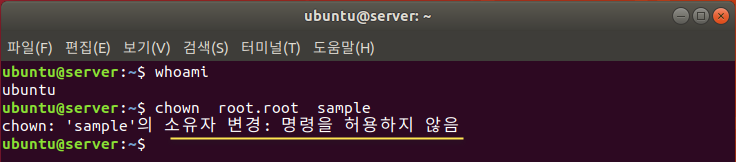 ubuntu@server: ~
파일(F) 편집(E) 보기(V) 검색(S) 터미널(T) 도움말(H)
ubuntu@server:~$ whoami
ubuntu
ubuntu@server:~$ chown  root.root  sample
chown: 'sample'의 소유자 변경: 명령을 허용하지 않음
ubuntu@server:~$